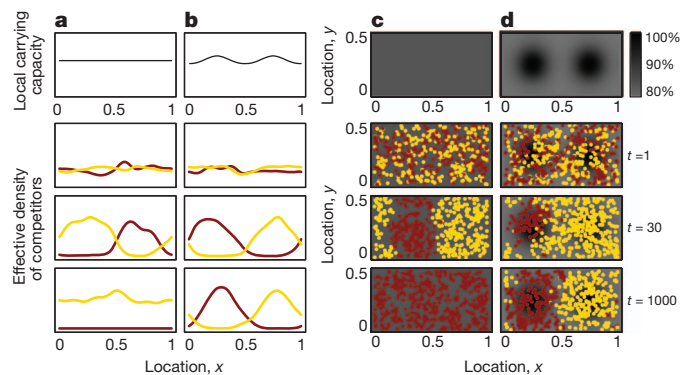 a b c d
Local carrying
capacity
0 0.5 1
0 0.5 1
Location, y
0.5
0
0 0.5 1
0 0.5 1
100%
90%
80%
Effective density
of competitors
Location, y
0.5
0
t =1
0.5
0
t = 30
0.5
0
t = 1000
0 0.5 1
0 0.5 1
0 0.5 1
0 0.5 1
Location, x
Location, x